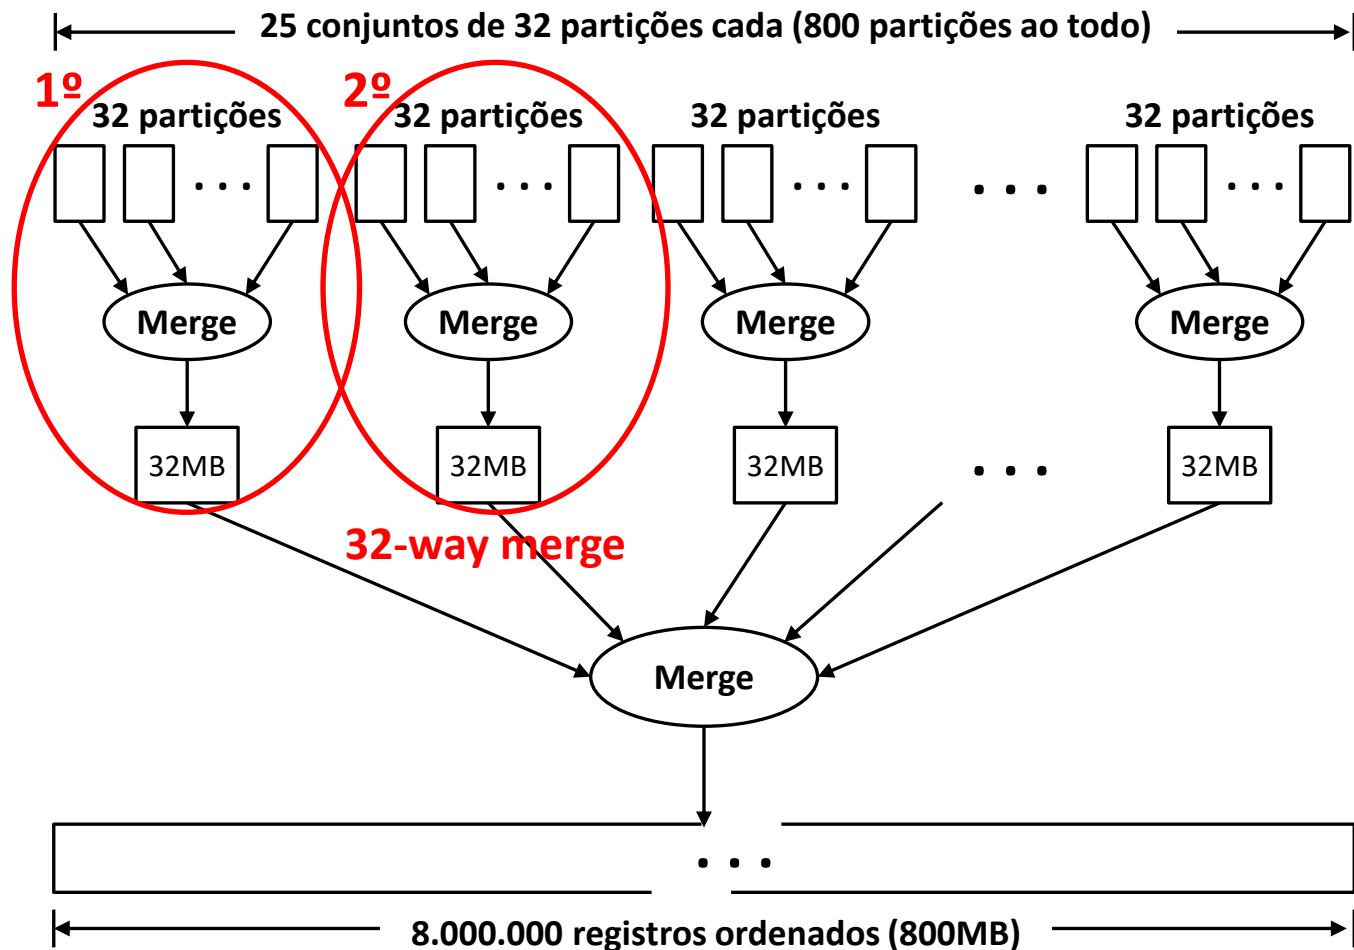 25 conjuntos de 32 partições cada (800 partições ao todo)
1º
2º
32 partições
32 partições
32 partições
32 partições
. . .
. . .
. . .
. . .
. . .
Merge
Merge
Merge
Merge
32MB
32MB
32MB
. . .
32MB
32-way merge
Merge
. . .
8.000.000 registros ordenados (800MB)